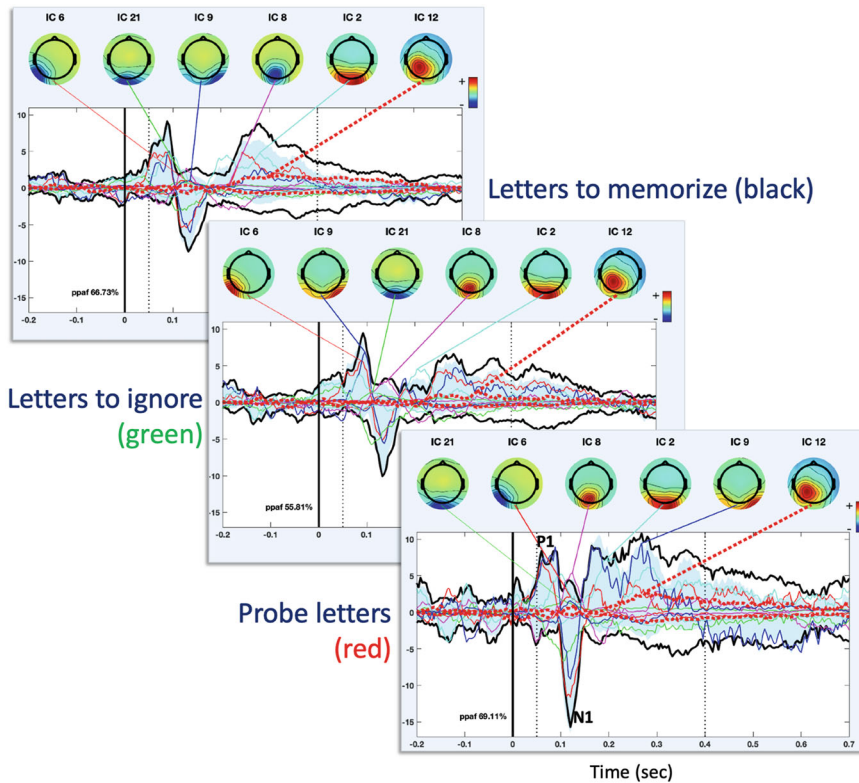 IC 6 IC 21 IC 9 IC 8 IC 2 IC 12
+
-
10
5
0
-5
-10
-15
ppaf 66.73%
-0.2 -0.1 0 0.1
Letters to memorize (black)
IC 6 IC 9 IC 21 IC 8 IC 2 IC 12
+
-
10
5
0
-5
-10
-15
ppaf 55.81%
-0.2 -0.1 0 0.1
Letters to ignore
(green)
IC 21 IC 6 IC 8 IC 2 IC 9 IC 12
+
-
10
5
0
-5
-10
-15
P1
N1
ppaf 69.11%
-0.2 -0.1 0 0.1 0.2 0.3 0.4 0.5 0.6 0.7
Probe letters
(red)
Time (sec)